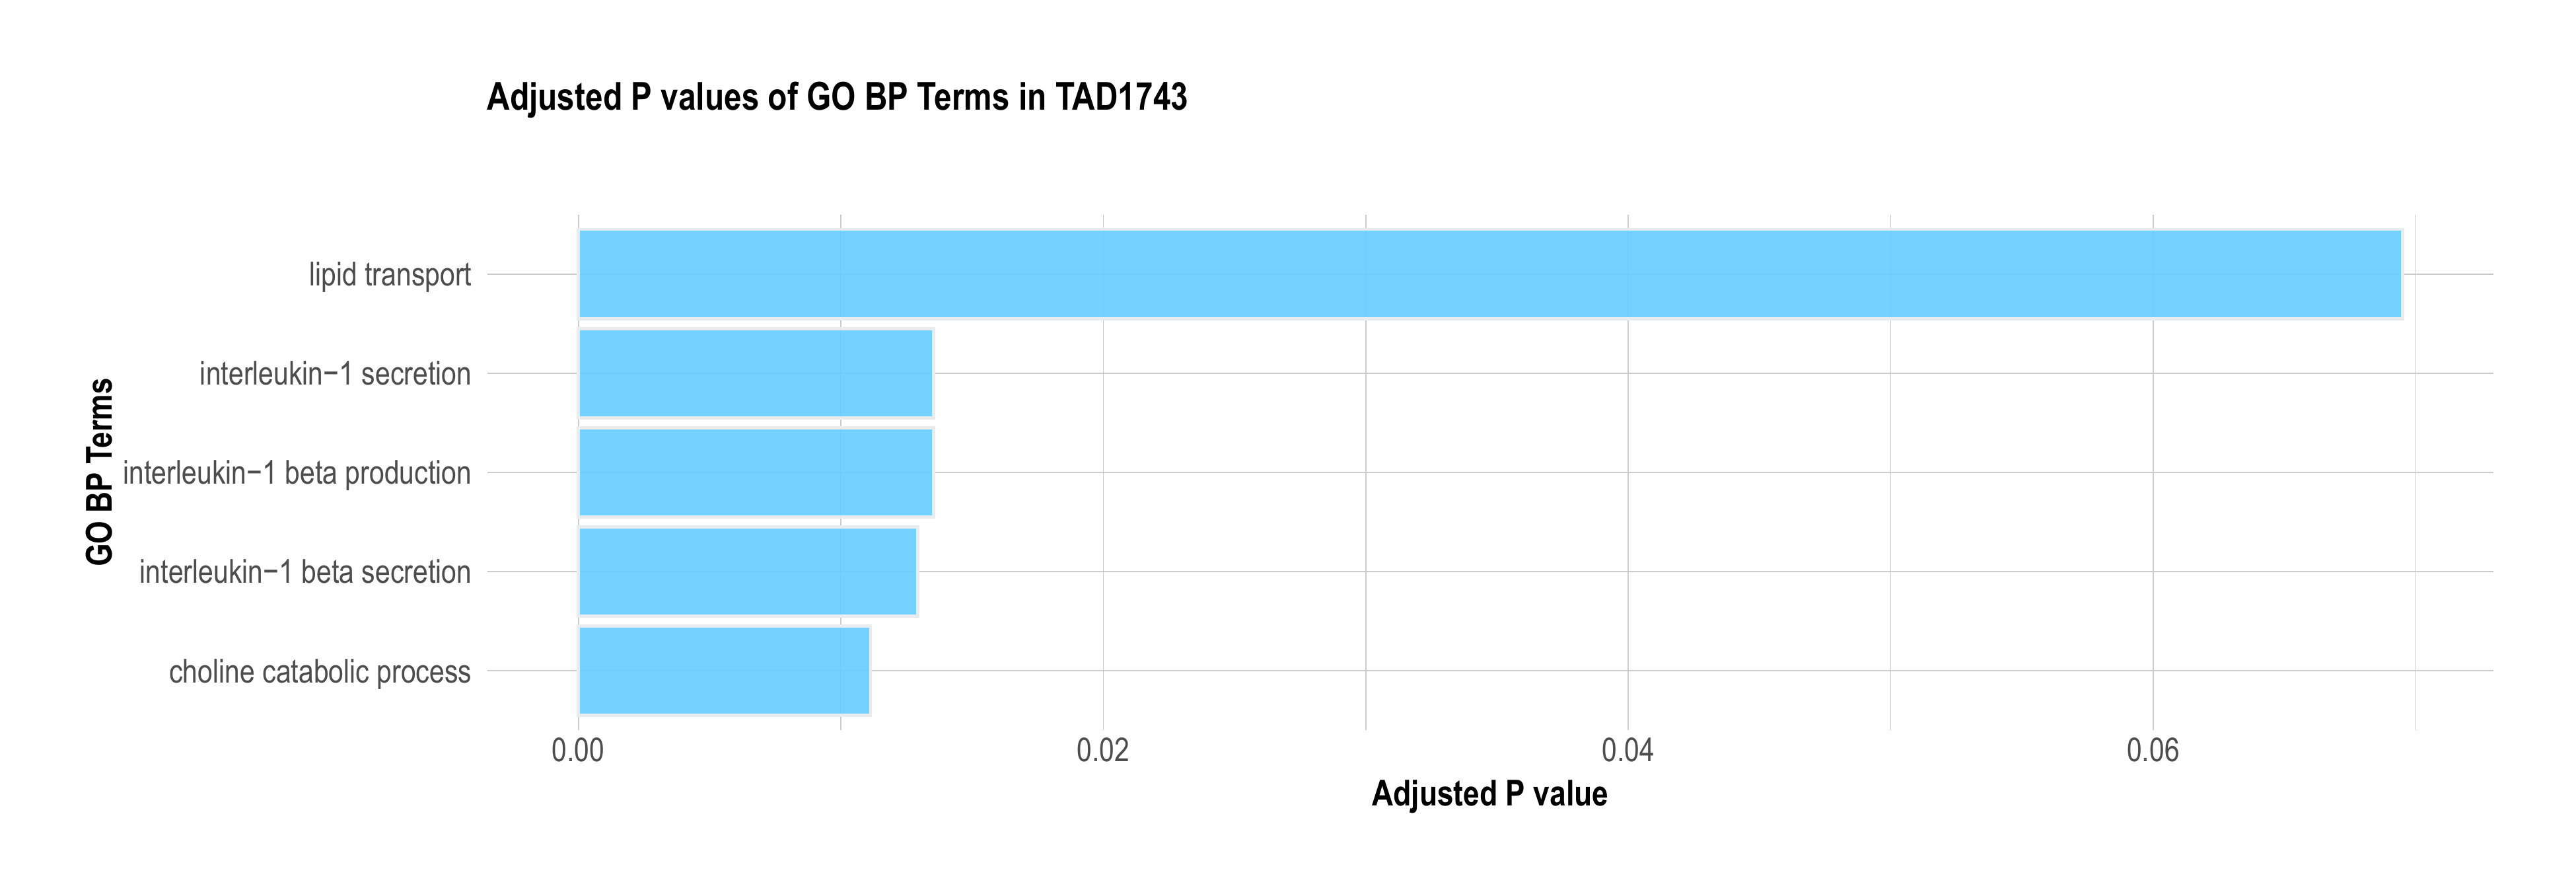 Adjusted P values of GO BP Terms in TAD1743
GO BP Terms
lipid transport
interleukin−1 secretion
interleukin−1 beta production
interleukin−1 beta secretion
choline catabolic process
0.00 0.02 0.04 0.06
Adjusted P value